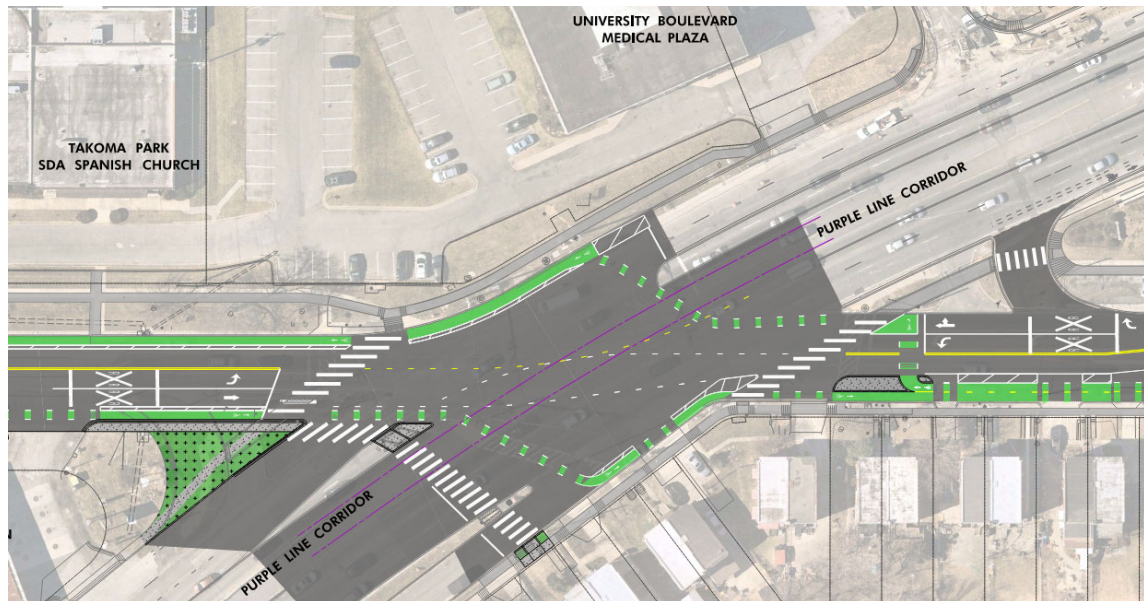 UNIVERSITY BOULEVARD
MEDICAL PLAZA
TAKOMA PARK
SDA SPANISH CHURCH
PURPLE LINE CORRIDOR
PURPLE LINE CORRIDOR
N